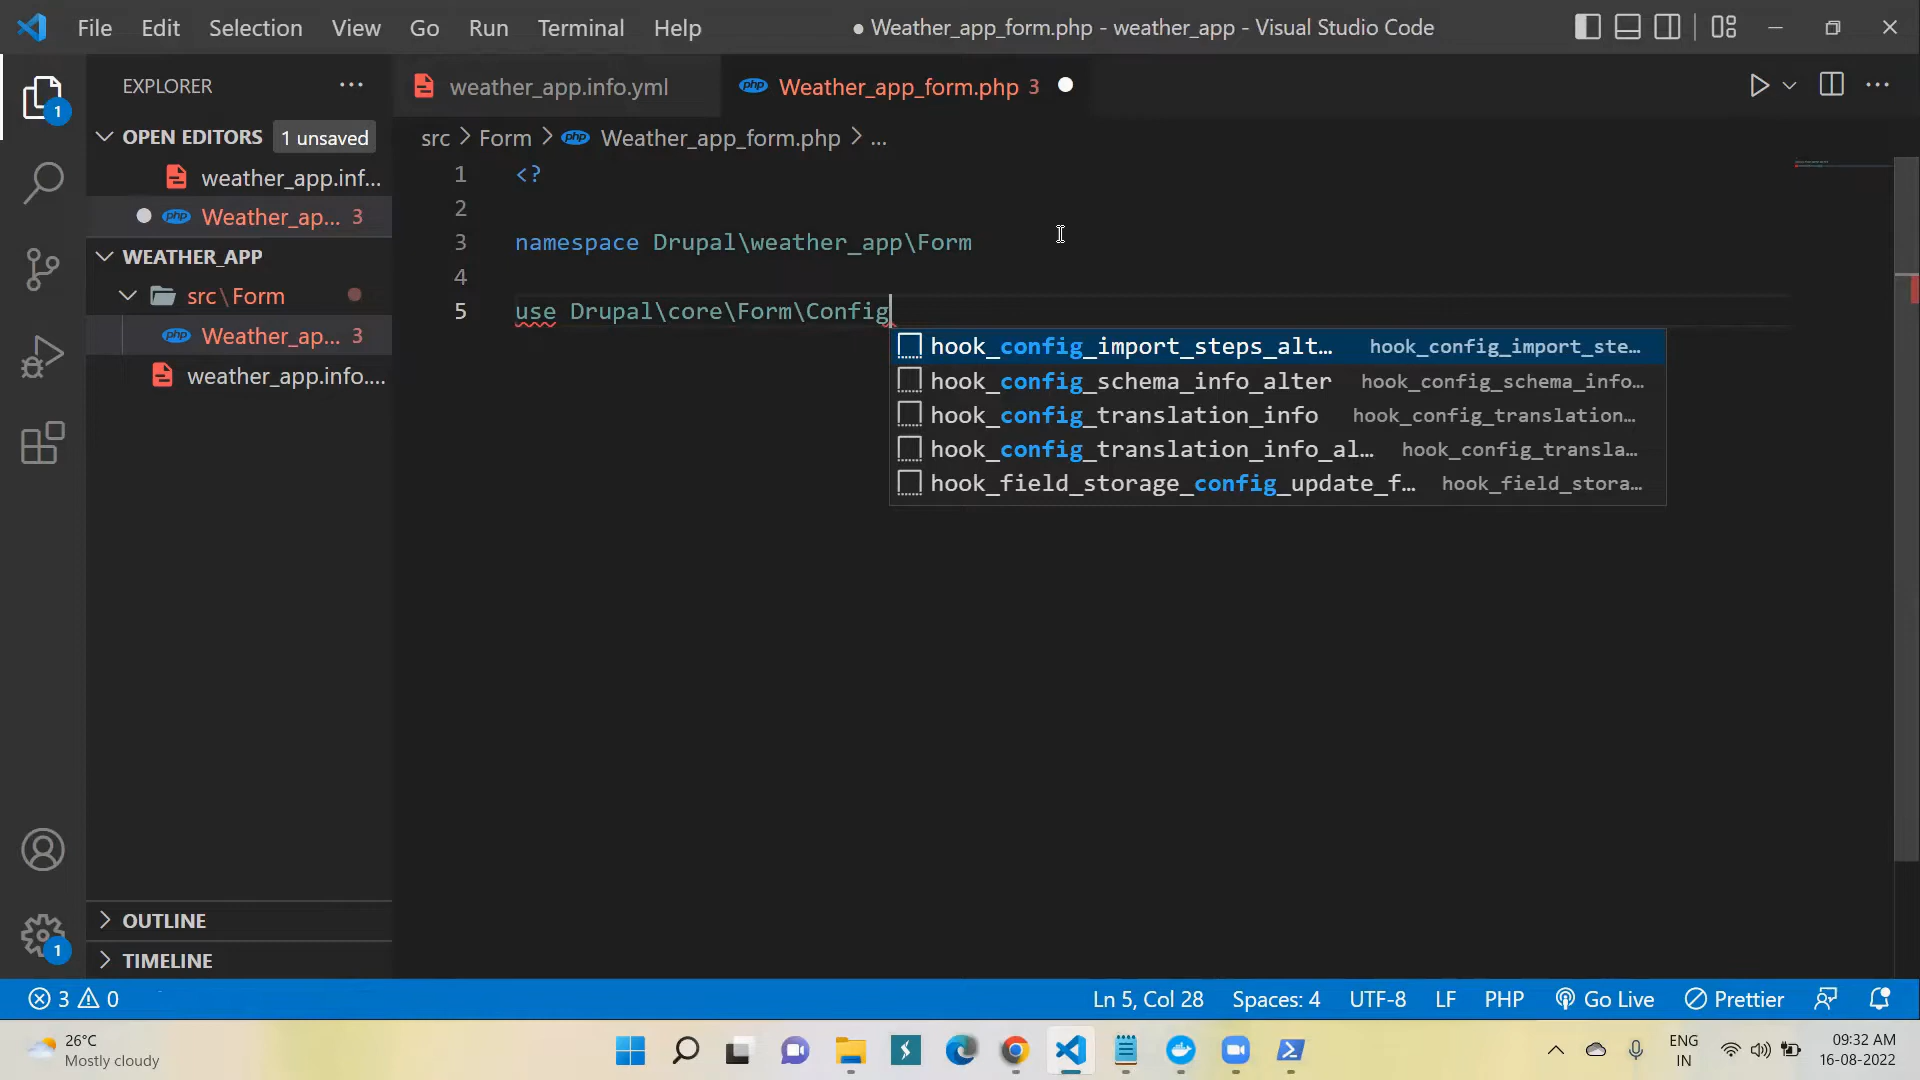 File Edit Selection View Go Run Terminal Help
● Weather_app_form.php - weather_app - Visual Studio Code
EXPLORER
weather_app.info.yml
Weather_app_form.php 3
OPEN EDITORS 1 unsaved
src > Form > Weather_app_form.php > ...
weather_app.inf...
Weather_ap... 3
WEATHER_APP
src\Form
Weather_ap... 3
weather_app.info....
1 <?
2
3 namespace Drupal\weather_app\Form
4
5 use Drupal\core\Form\Config
hook_config_import_steps_alt... hook_config_import_ste...
hook_config_schema_info_alter hook_config_schema_info...
hook_config_translation_info hook_config_translation...
hook_config_translation_info_al... hook_config_transla...
hook_field_storage_config_update_f... hook_field_stora...
1
1
OUTLINE
TIMELINE
3 0
Ln 5, Col 28 Spaces: 4 UTF-8 LF PHP Go Live Prettier
26°C
Mostly cloudy
ENG
IN
09:32 AM
16-08-2022